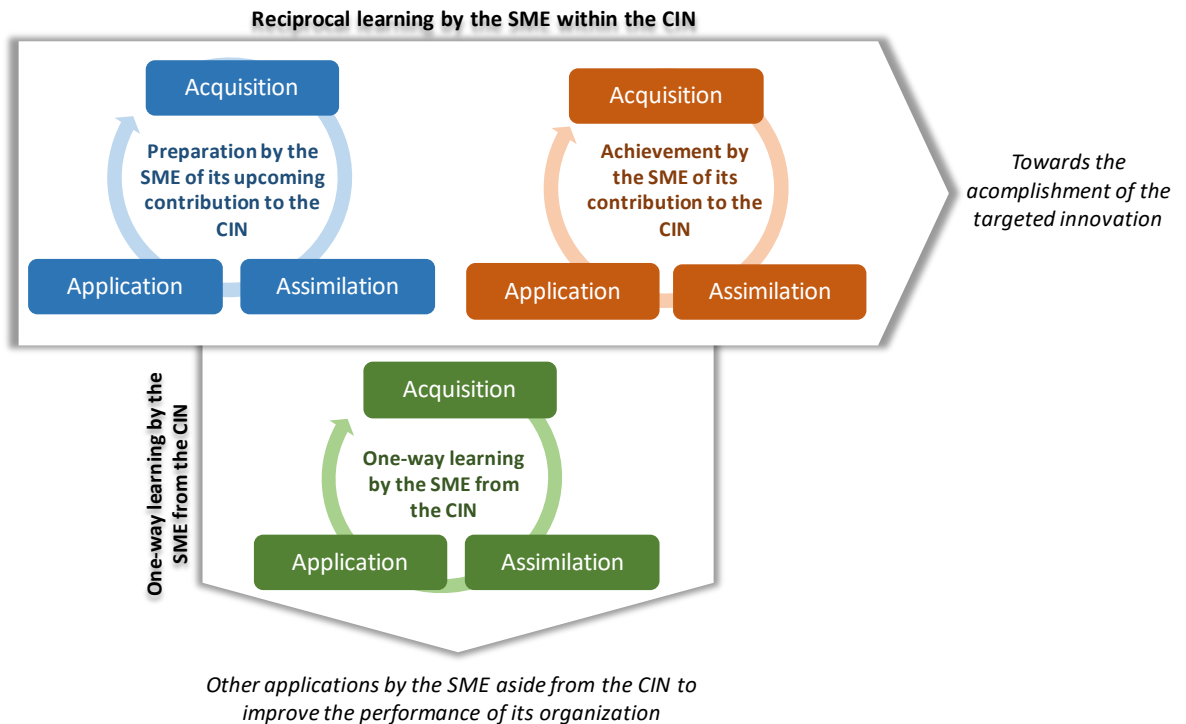 Reciprocal learning by the SME within the CIN
Acquisition
Preparation by the
SME of its upcoming
contribution to the
CIN
Application
Assimilation
Acquisition
Achievement by
the SME of its
contribution to the
CIN
Application
Assimilation
Towards the
acomplishment of the
targeted innovation
One-way learning by the
SME from the CIN
Acquisition
One-way learning
by the SME from
the CIN
Application
Assimilation
Other applications by the SME aside from the CIN to
improve the performance of its organization